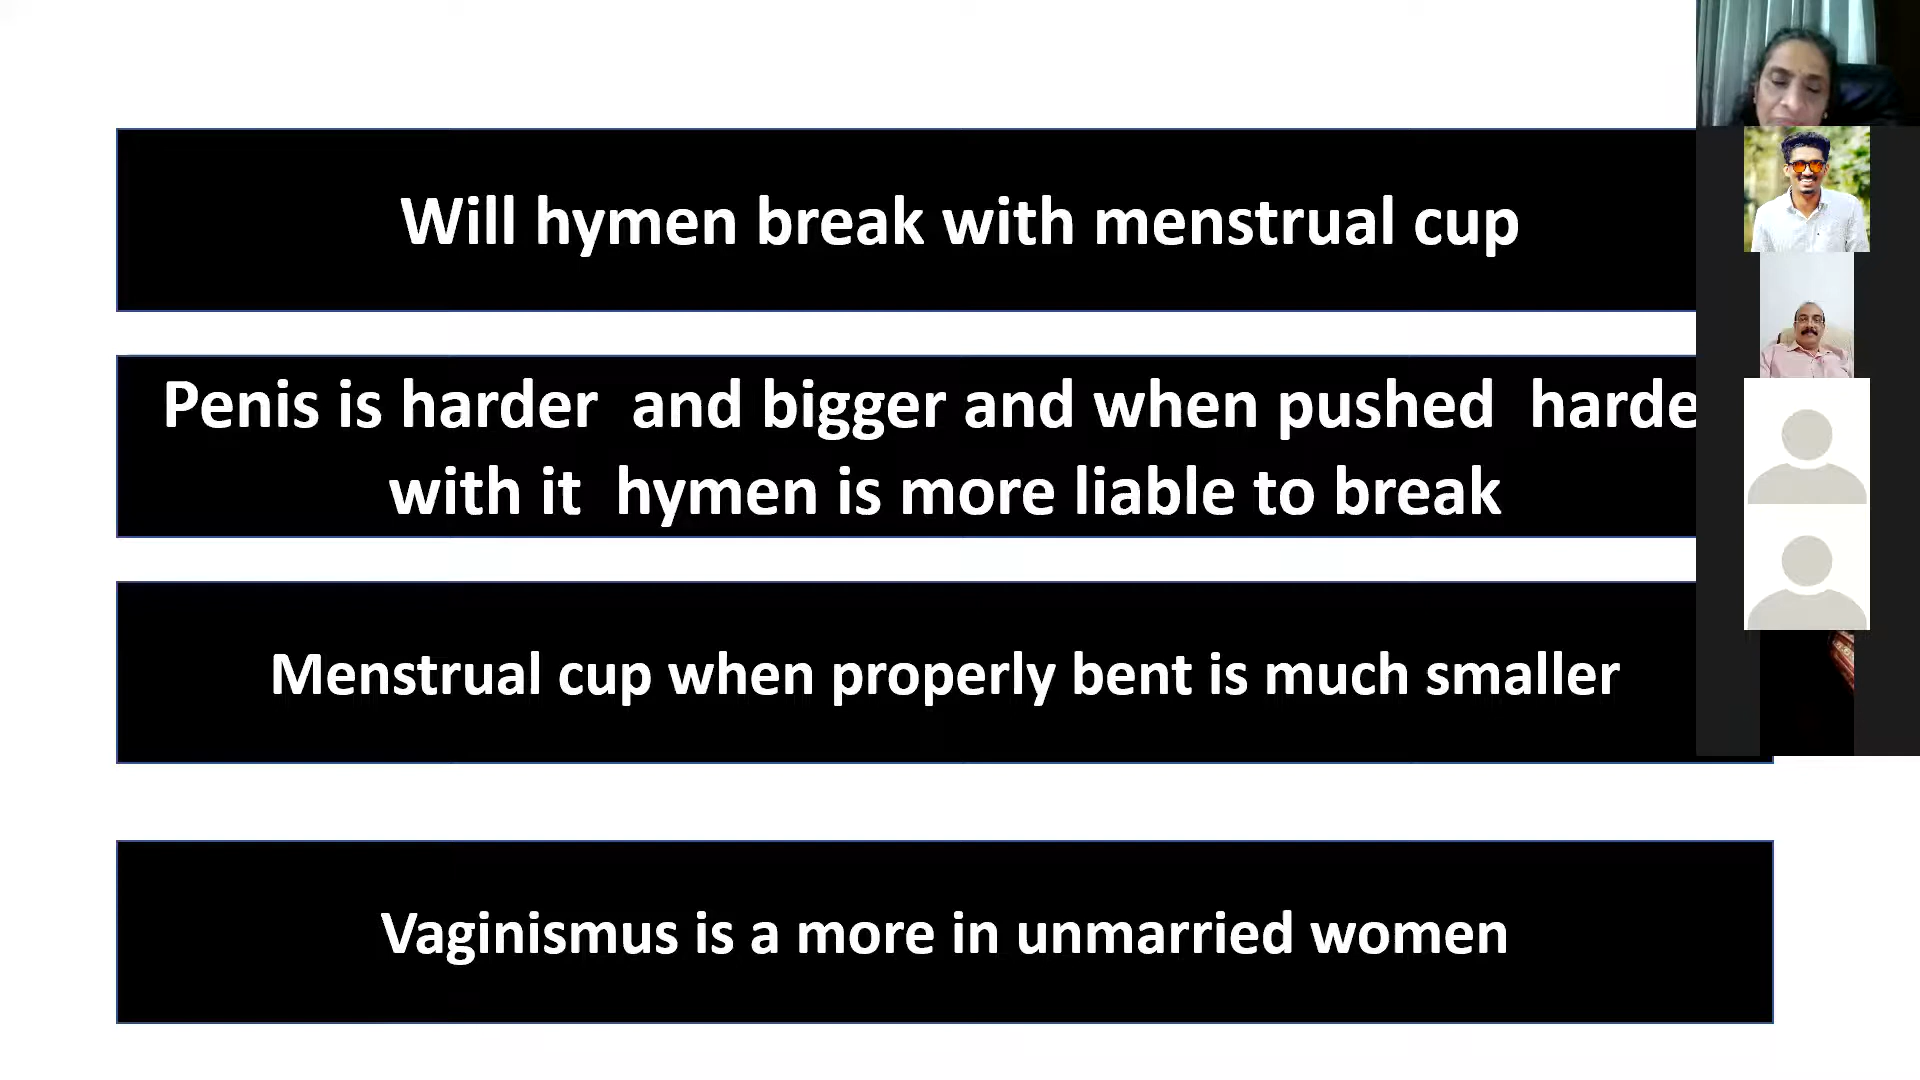 Will hymen break with menstrual cup
Penis is harder and bigger and when pushed harde
with it hymen is more liable to break
Menstrual cup when properly bent is much smaller
Vaginismus is a more in unmarried women